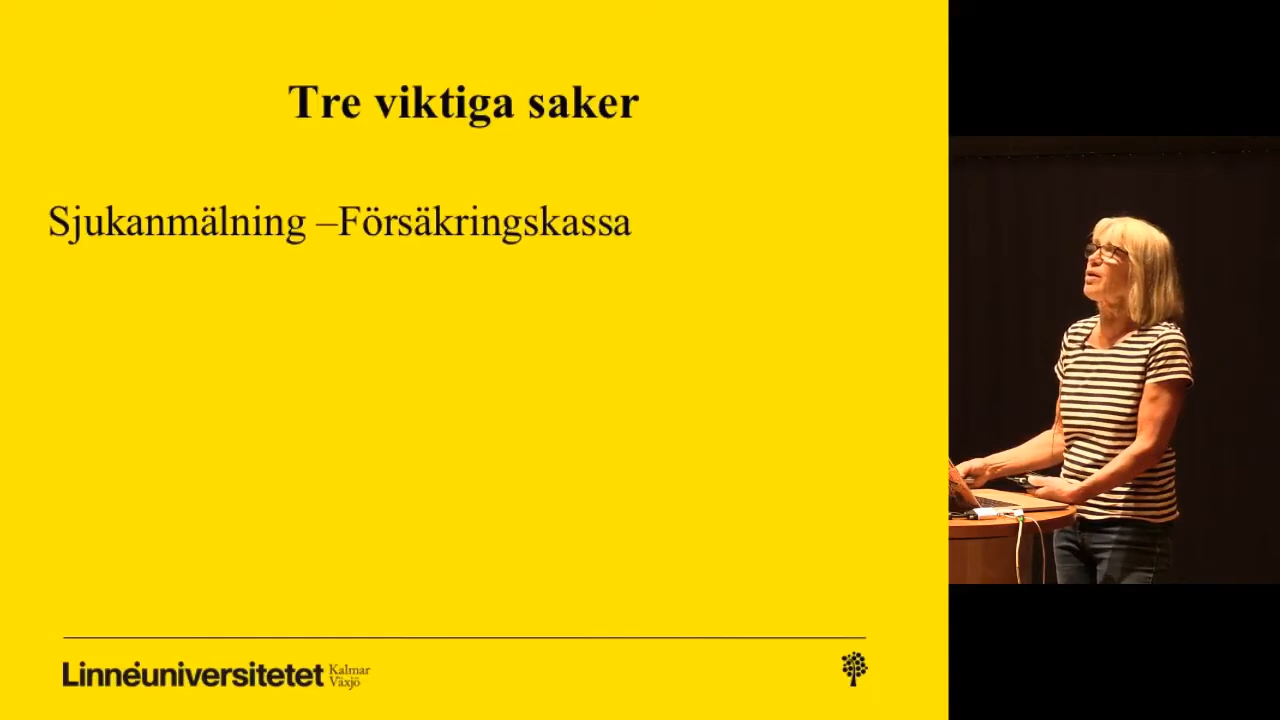 Tre viktiga saker
Sjukanmälning –Försäkringskassa
Linnéuniversitetet
Kalmar
Växjö